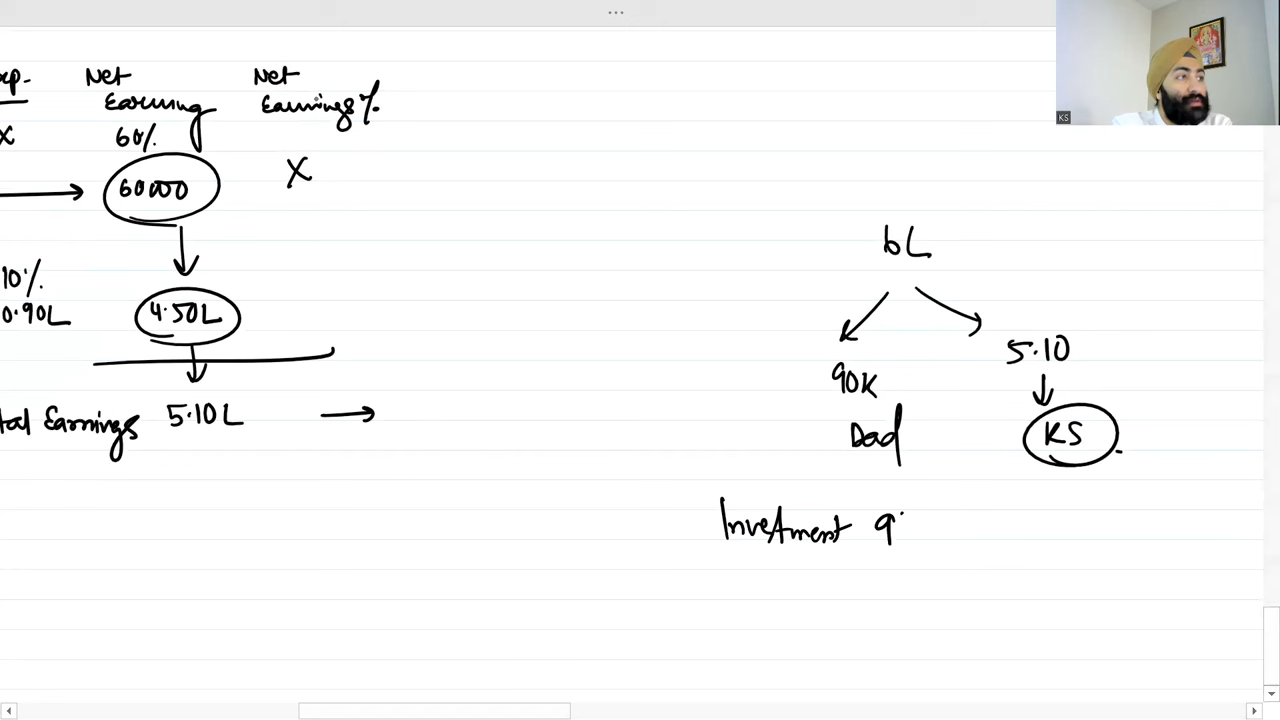 Net
Earning
60%
60000
Net
Earnings %
X
10%
0.90L
4.50L
Earnings 5.10L
6L
90K
Dad
5.10
KS
Investment 9
KS